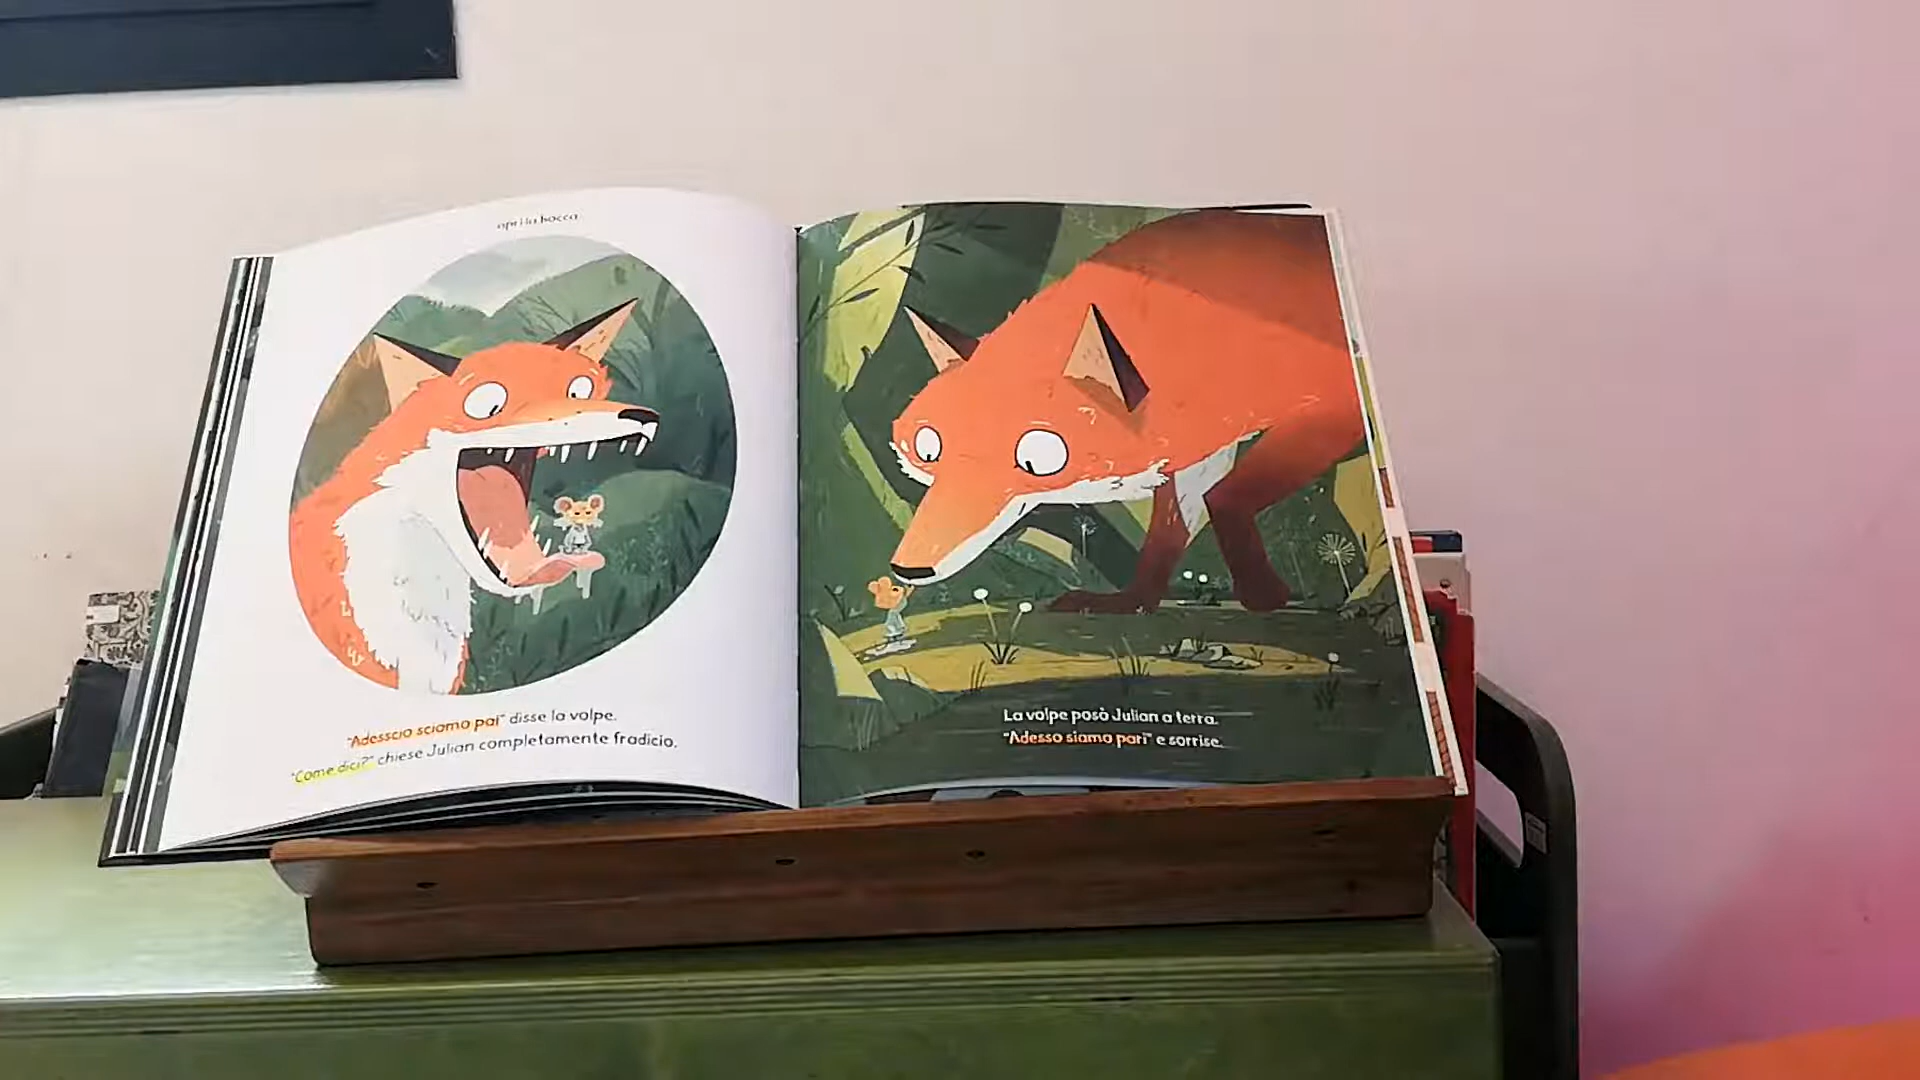 aprì la bocca
"Adesscio sciamo pai" disse la volpe.
"Come dici?" chiese Julian completamente fradicio.
La volpe posò Julian a terra.
"Adesso siamo pari" e sorrise.